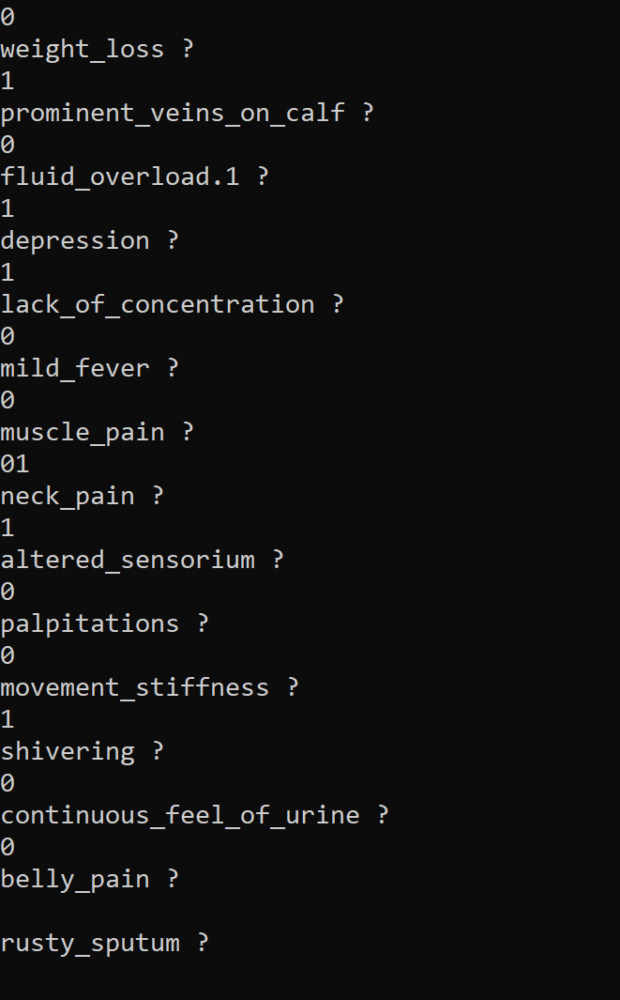 0
weight_loss ?
1
prominent_veins_on_calf ?
0
fluid_overload.1 ?
1
depression ?
1
lack_of_concentration ?
0
mild_fever ?
0
muscle_pain ?
01
neck_pain ?
1
altered_sensorium ?
0
palpitations ?
0
movement_stiffness ?
1
shivering ?
0
continuous_feel_of_urine ?
0
belly_pain ?
rusty_sputum ?